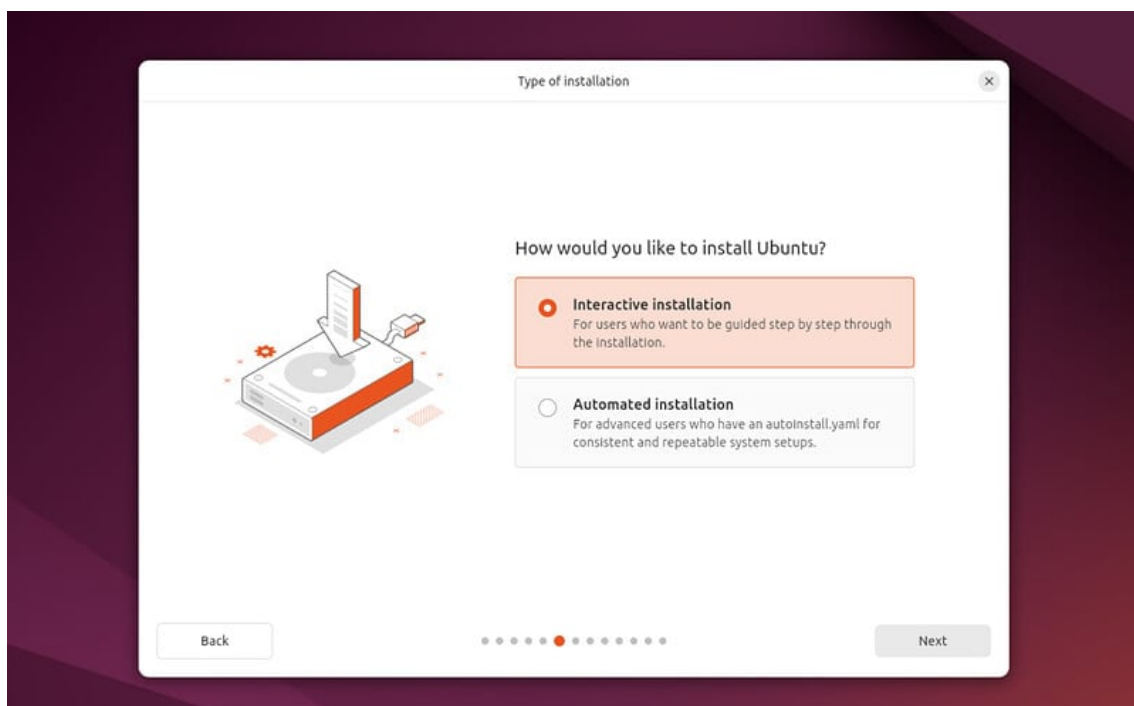 Type of installation
How would you like to install Ubuntu?
Interactive installation
For users who want to be guided step by step through
the installation.
Automated installation
For advanced users who have an autoinstall.yaml for
consistent and repeatable system setups.
Back
Next